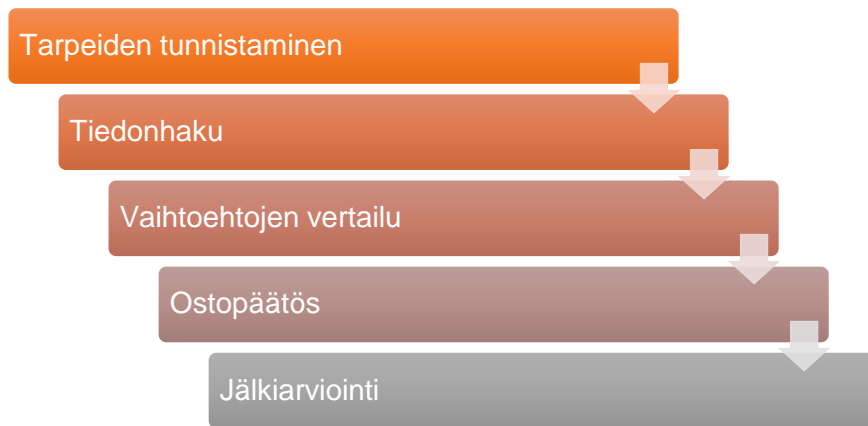 Tarpeiden tunnistaminen
Tiedonhaku
Vaihtoehtojen vertailu
Ostopäätös
Jälkiarviointi